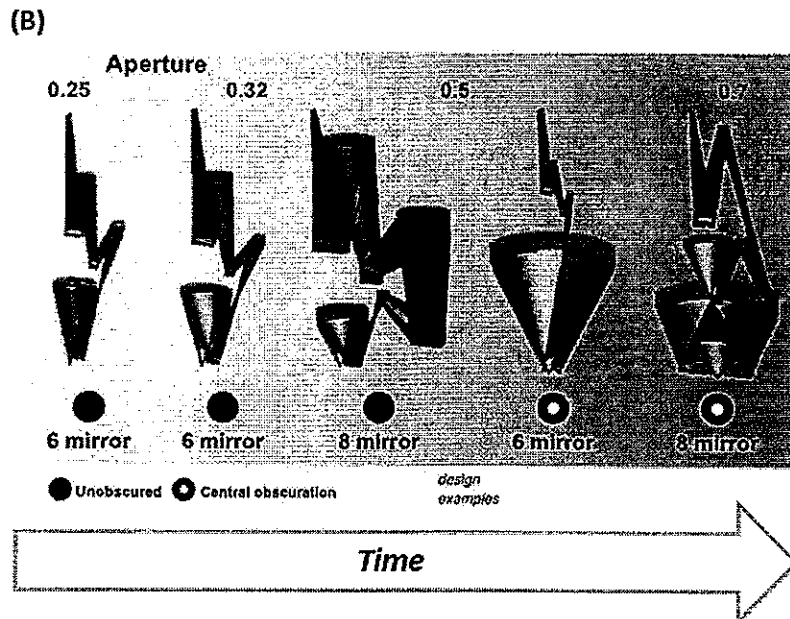 (B)
Aperture
0.25 0.32 0.5 0.7
6 mirror 6 mirror 8 mirror 6 mirror 8 mirror
Unobscured Central obscuration design
examples
Time